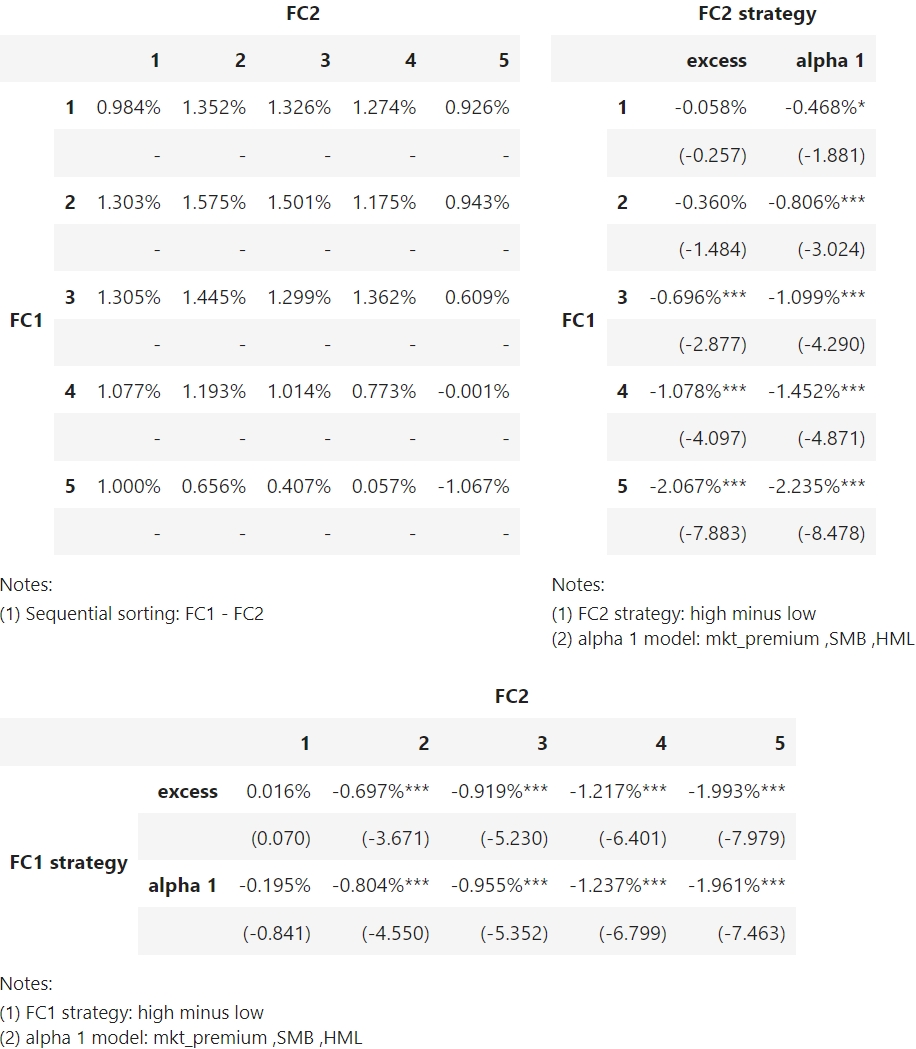 FC2
1 2 3 4 5
1 0.984% 1.352% 1.326% 1.274% 0.926%
- - - - -
2 1.303% 1.575% 1.501% 1.175% 0.943%
- - - - -
3 1.305% 1.445% 1.299% 1.362% 0.609%
FC1
- - - - -
4 1.077% 1.193% 1.014% 0.773% -0.001%
- - - - -
5 1.000% 0.656% 0.407% 0.057% -1.067%
- - - - -
Notes:
(1) Sequential sorting: FC1 - FC2
FC2 strategy
excess alpha 1
1 -0.058% -0.468%*
(-0.257) (-1.881)
2 -0.360% -0.806%***
(-1.484) (-3.024)
3 -0.696%*** -1.099%***
FC1
(-2.877) (-4.290)
4 -1.078%*** -1.452%***
(-4.097) (-4.871)
5 -2.067%*** -2.235%***
(-7.883) (-8.478)
Notes:
(1) FC2 strategy: high minus low
(2) alpha 1 model: mkt_premium ,SMB ,HML
FC2
1 2 3 4 5
excess 0.016% -0.697%*** -0.919%*** -1.217%*** -1.993%***
(0.070) (-3.671) (-5.230) (-6.401) (-7.979)
FC1 strategy
alpha 1 -0.195% -0.804%*** -0.955%*** -1.237%*** -1.961%***
(-0.841) (-4.550) (-5.352) (-6.799) (-7.463)
Notes:
(1) FC1 strategy: high minus low
(2) alpha 1 model: mkt_premium ,SMB ,HML